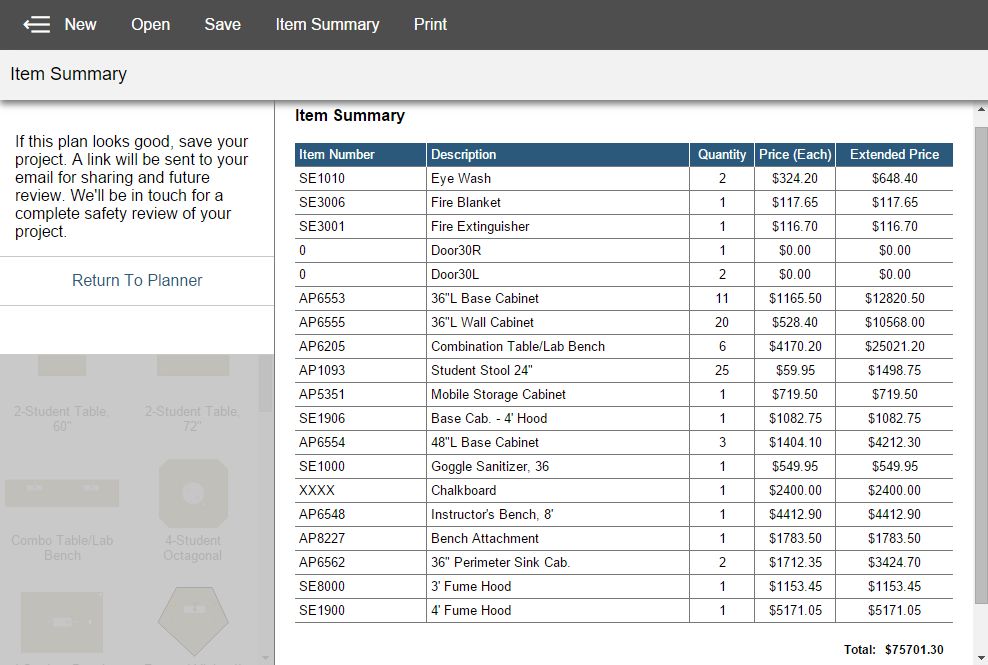 New Open Save Item Summary Print
Item Summary
If this plan looks good, save your
project. A link will be sent to your
email for sharing and future
review. We'll be in touch for a
complete safety review of your
project.
Return To Planner
2-Student Table, 2-Student Table,
60" 72"
Combo Table/Lab 4-Student
Bench Octagonal
Item Summary
Item Number Description Quantity Price (Each) Extended Price
SE1010 Eye Wash 2 $324.20 $648.40
SE3006 Fire Blanket 1 $117.65 $117.65
SE3001 Fire Extinguisher 1 $116.70 $116.70
0 Door30R 1 $0.00 $0.00
0 Door30L 2 $0.00 $0.00
AP6553 36"L Base Cabinet 11 $1165.50 $12820.50
AP6555 36"L Wall Cabinet 20 $528.40 $10568.00
AP6205 Combination Table/Lab Bench 6 $4170.20 $25021.20
AP1093 Student Stool 24" 25 $59.95 $1498.75
AP5351 Mobile Storage Cabinet 1 $719.50 $719.50
SE1906 Base Cab. - 4' Hood 1 $1082.75 $1082.75
AP6554 48"L Base Cabinet 3 $1404.10 $4212.30
SE1000 Goggle Sanitizer, 36 1 $549.95 $549.95
XXXX Chalkboard 1 $2400.00 $2400.00
AP6548 Instructor's Bench, 8' 1 $4412.90 $4412.90
AP8227 Bench Attachment 1 $1783.50 $1783.50
AP6562 36" Perimeter Sink Cab. 2 $1712.35 $3424.70
SE8000 3' Fume Hood 1 $1153.45 $1153.45
SE1900 4' Fume Hood 1 $5171.05 $5171.05
Total: $75701.30